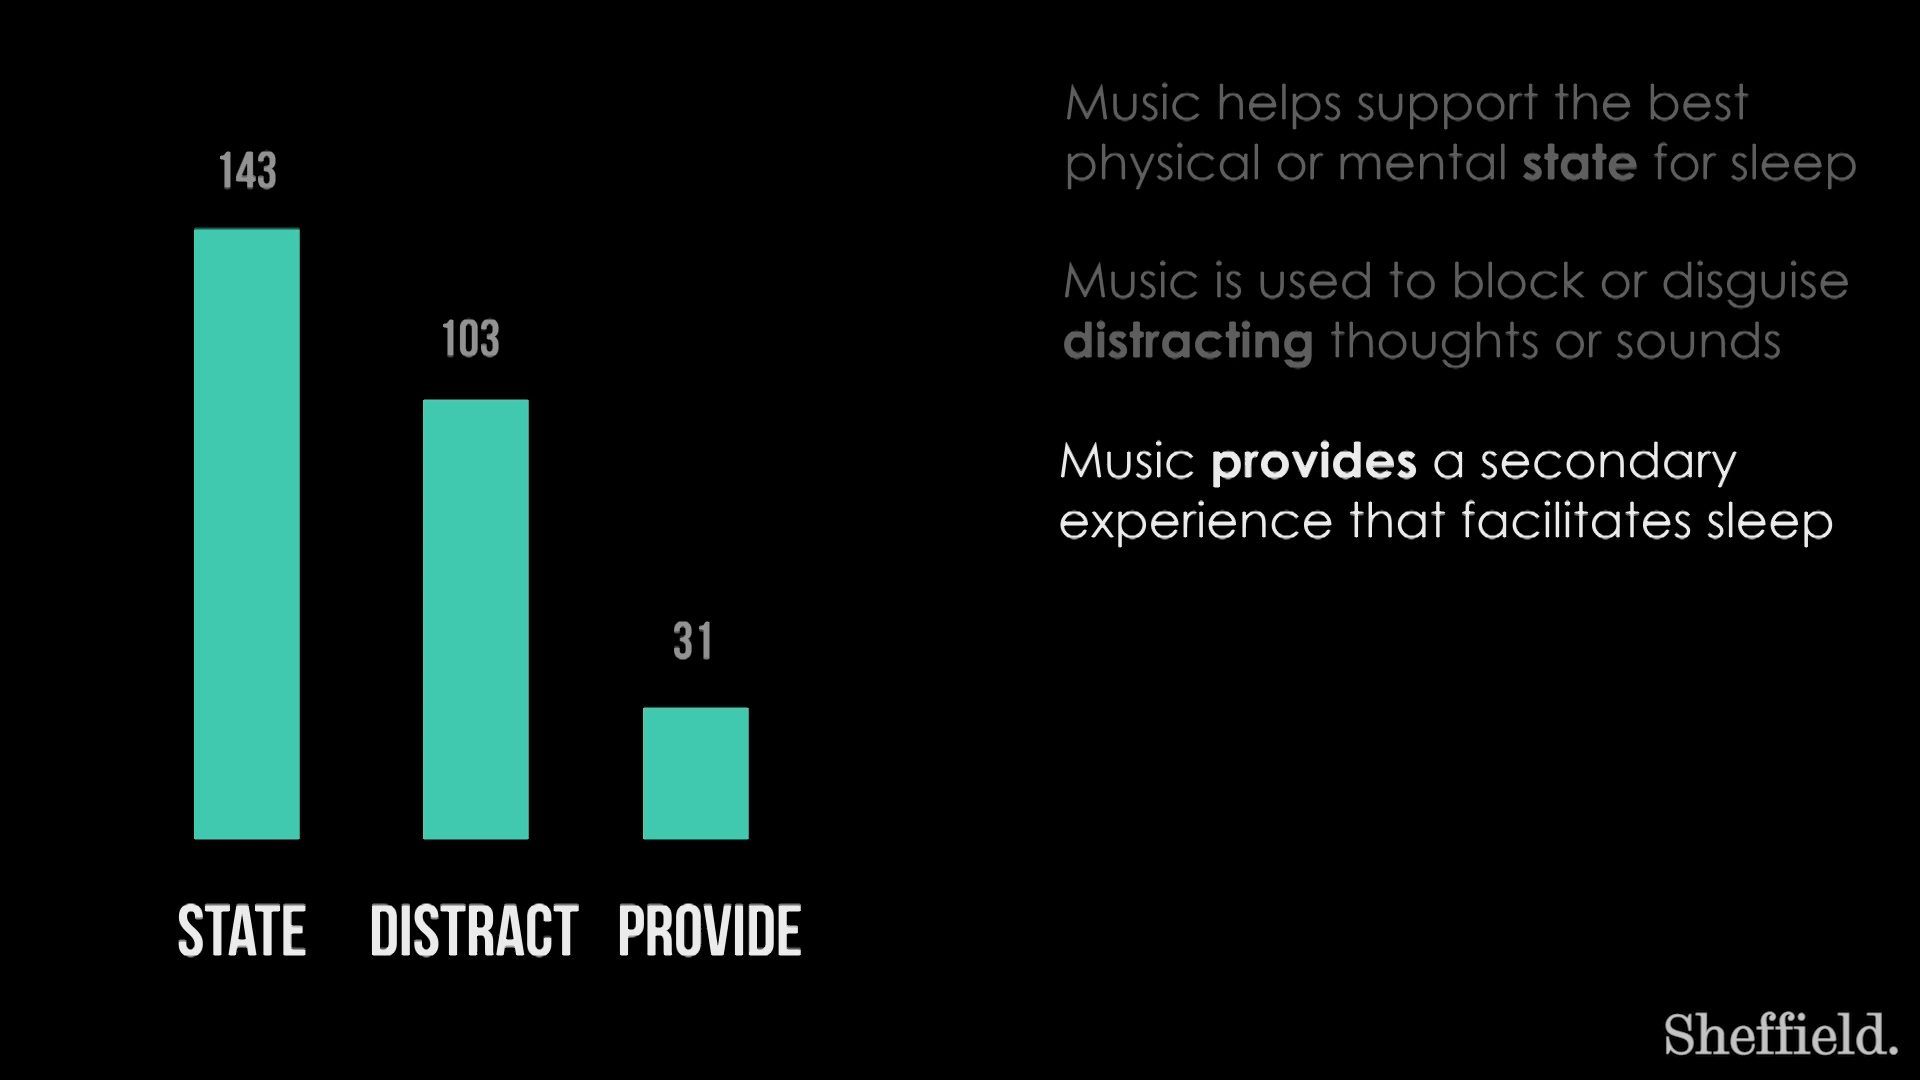 143
103
31
STATE DISTRACT PROVIDE
Music helps support the best
physical or mental state for sleep
Music is used to block or disguise
distracting thoughts or sounds
Music provides a secondary
experience that facilitates sleep
Sheffield.